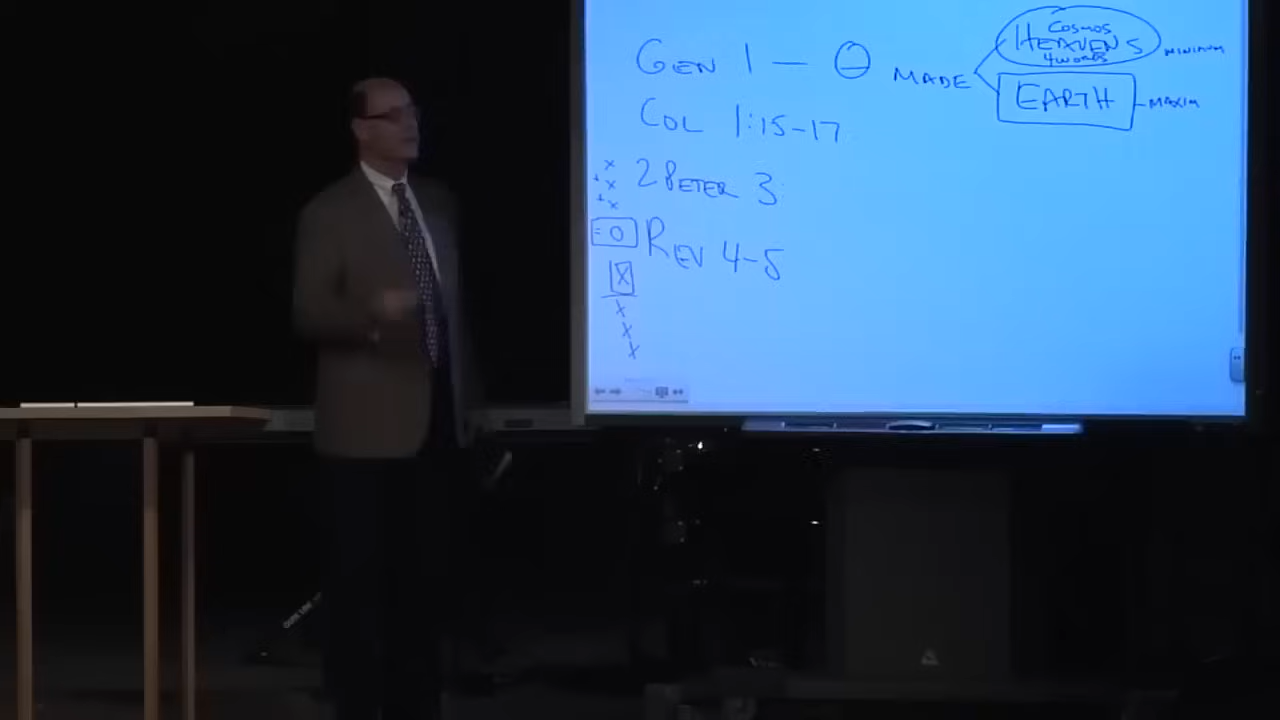 COSMOS
GEN 1 — Θ MADE HEAVENS MINIMUM
4 WORDS
EARTH - MAXIM
COL 1:15-17
x
+x 2 PETER 3
+x
= 0 REV 4-5
X
x
x
x